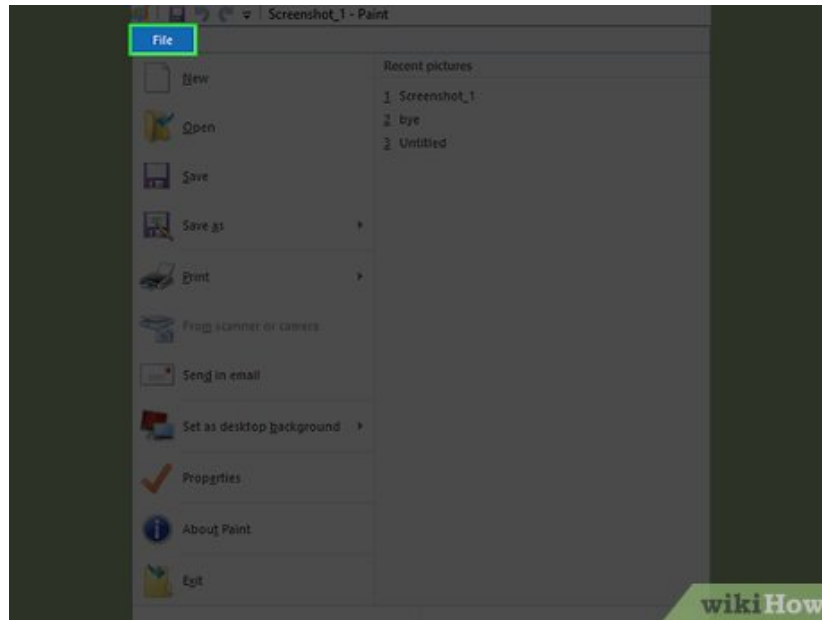 Screenshot_1 - Paint
File
New
Open
Save
Save as
Print
From scanner or camera
Send in email
Set as desktop background
Properties
About Paint
Exit
Recent pictures
1 Screenshot_1
2 bye
3 Untitled
wikiHow